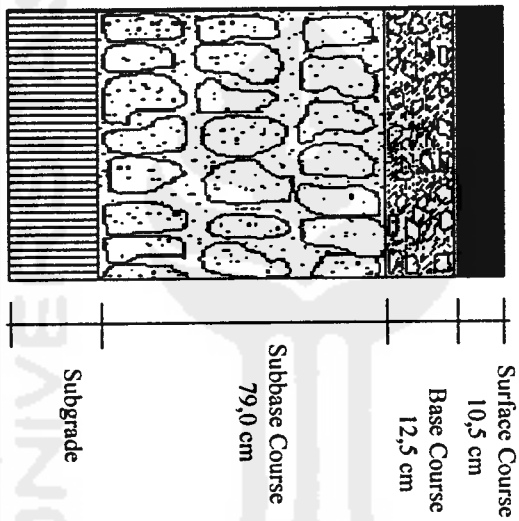 Surface Course
10,5 cm
Base Course
12,5 cm
Subbase Course
79,0 cm
Subgrade